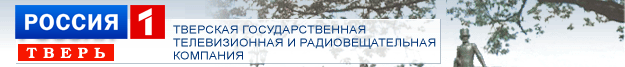 РОССИЯ 1
ТВЕРЬ
ТВЕРСКАЯ ГОСУДАРСТВЕННАЯ
ТЕЛЕВИЗИОННАЯ И РАДИОВЕЩАТЕЛЬНАЯ
КОМПАНИЯ